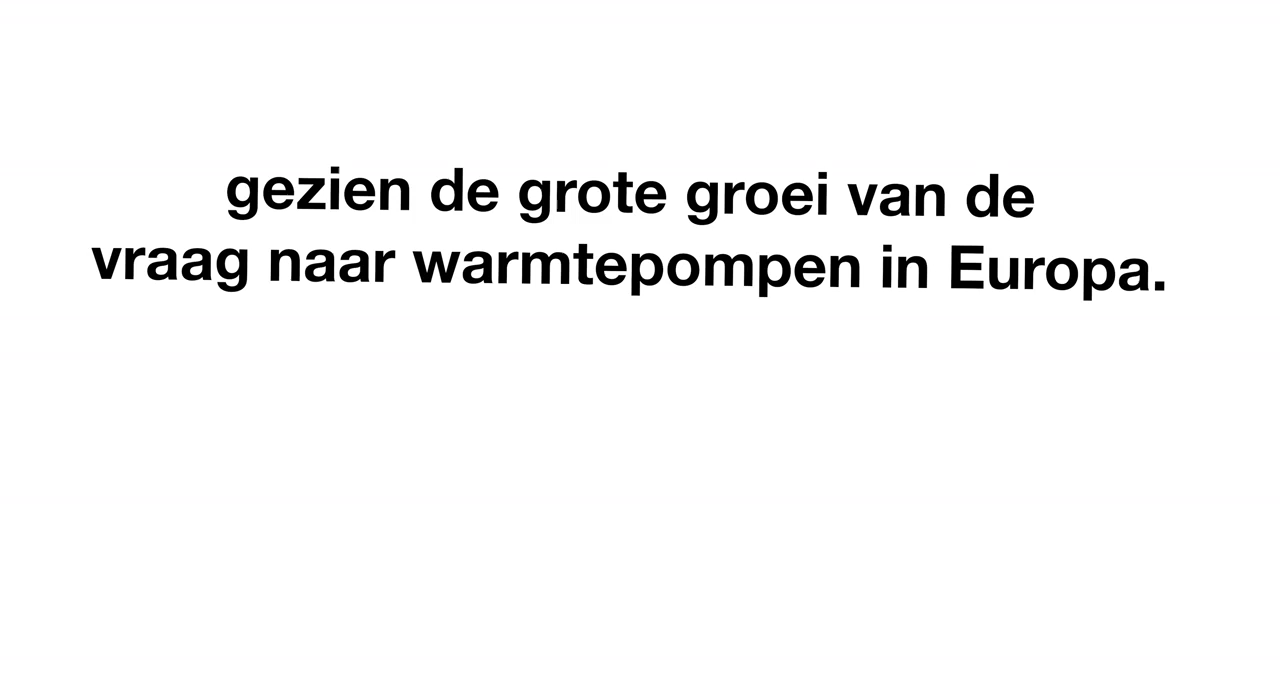 gezien de grote groei van de
vraag naar warmtepompen in Europa.